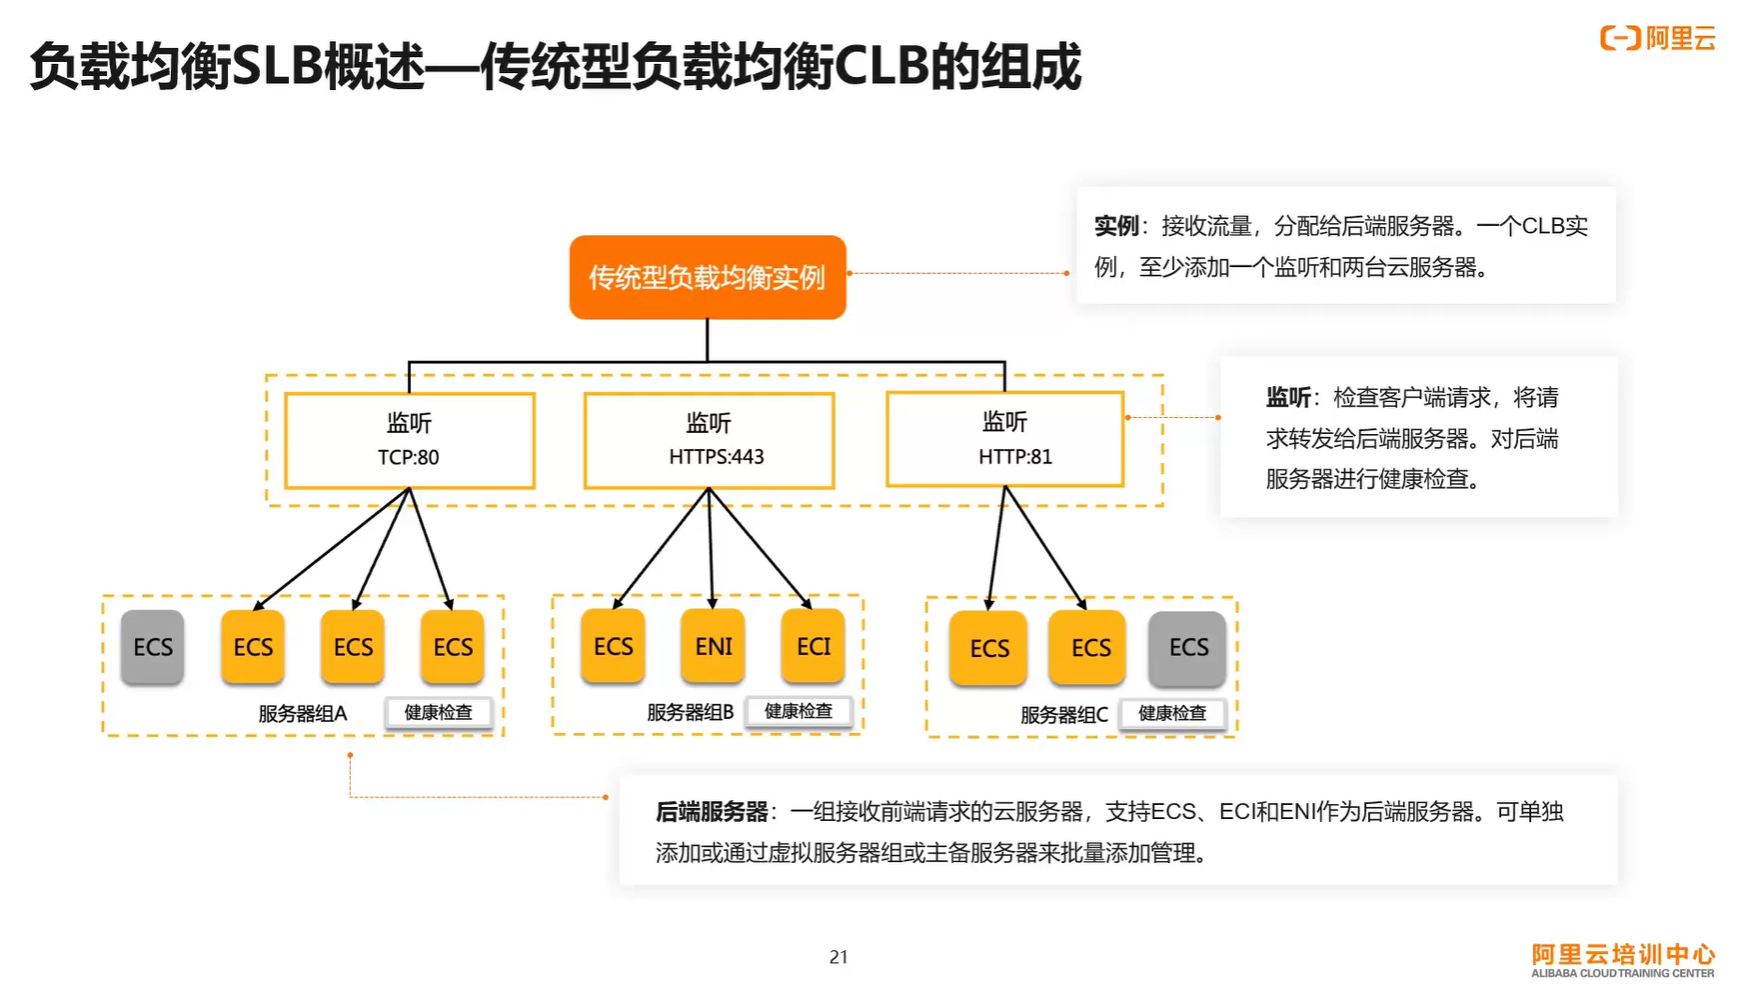 负载均衡SLB概述—传统型负载均衡CLB的组成
阿里云
实例：接收流量，分配给后端服务器。一个CLB实
例，至少添加一个监听和两台云服务器。
传统型负载均衡实例
监听
TCP:80
监听
HTTPS:443
监听
HTTP:81
监听：检查客户端请求，将请
求转发给后端服务器。对后端
服务器进行健康检查。
ECS
ECS
ECS
ECS
服务器组A
健康检查
ECS
ENI
ECI
服务器组B
健康检查
ECS
ECS
ECS
服务器组C
健康检查
后端服务器：一组接收前端请求的云服务器，支持ECS、ECI和ENI作为后端服务器。可单独
添加或通过虚拟服务器组或主备服务器来批量添加管理。
21
阿里云培训中心
ALIBABA CLOUD TRAINING CENTER